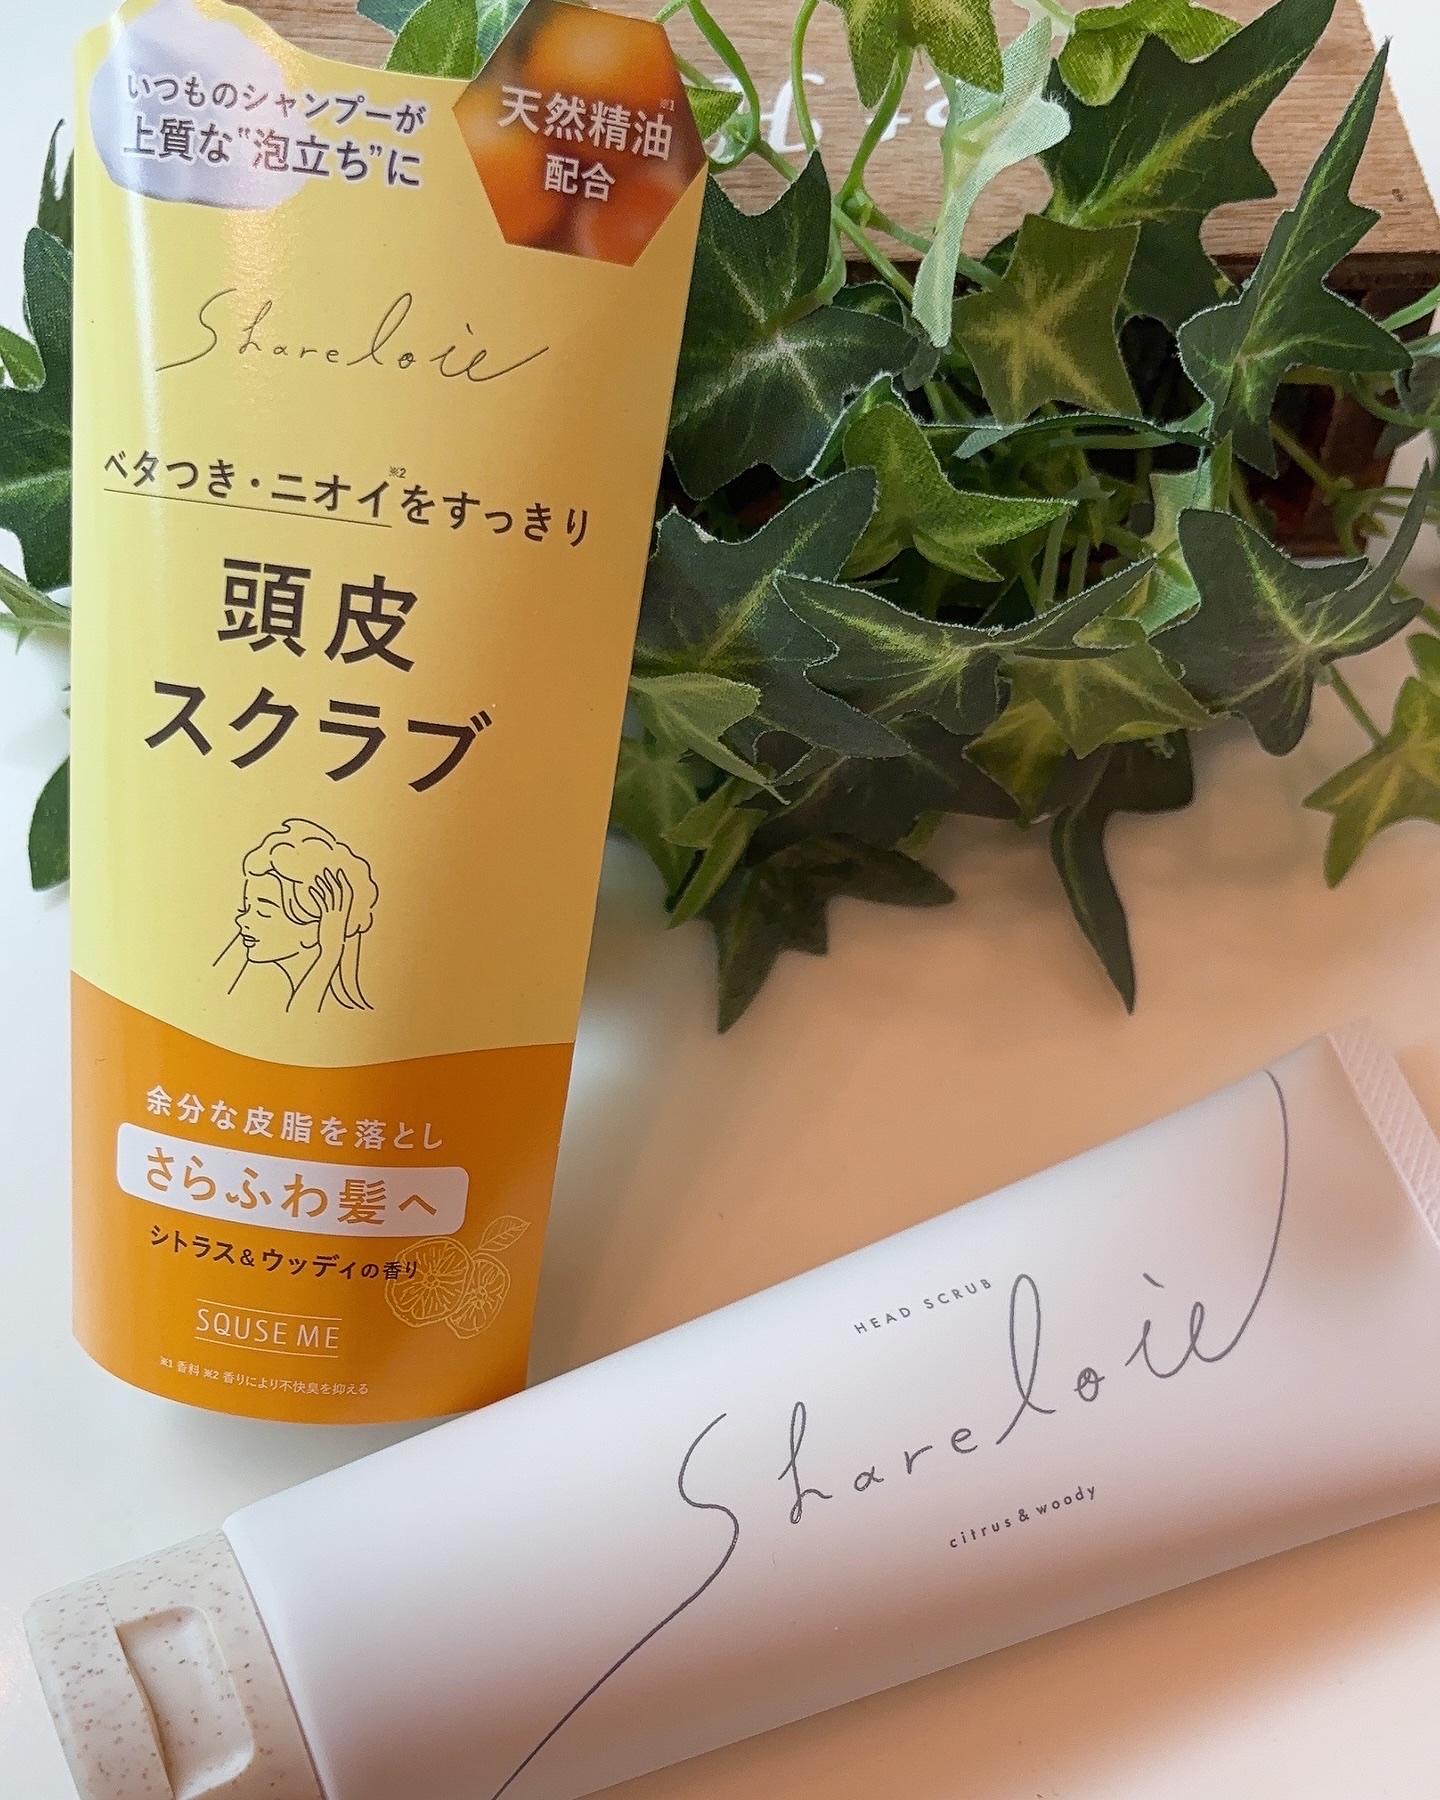 いつものシャンプーが
上質な"泡立ち"に
天然精油※1
配合
Shareloie
ベタつき・ニオイ※2をすっきり
頭皮
スクラブ
余分な皮脂を落とし
さらふわ髪へ
シトラス&ウッディの香り
SQUSE ME
※1 香料 ※2 香りにより不快臭を抑える
HEAD SCRUB
Shareloie
citrus & woody